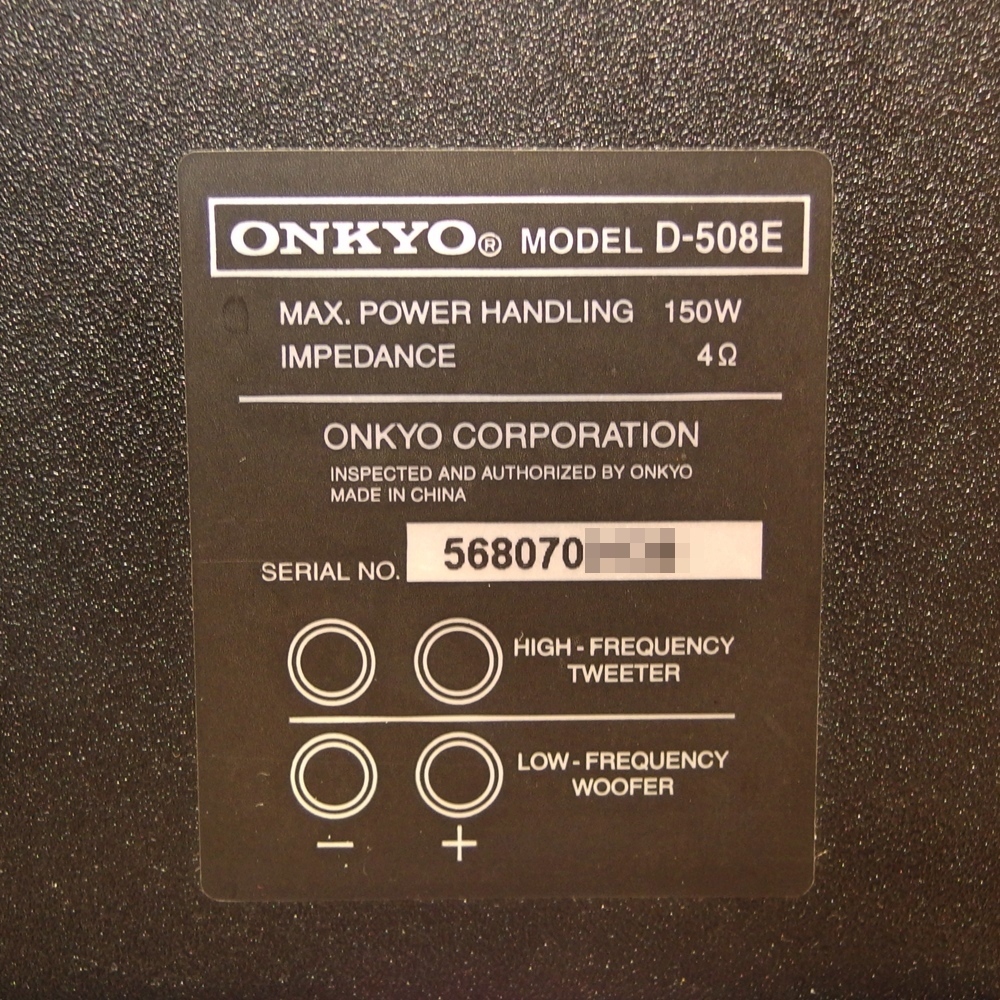 ONKYO® MODEL D-508E
MAX. POWER HANDLING 150W
IMPEDANCE 4Ω
ONKYO CORPORATION
INSPECTED AND AUTHORIZED BY ONKYO
MADE IN CHINA
SERIAL NO. 568070
HIGH-FREQUENCY
TWEETER
LOW-FREQUENCY
WOOFER
− +